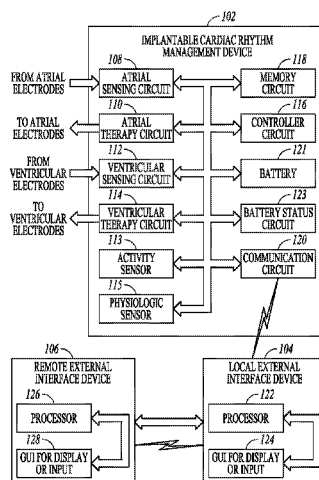 102
IMPLANTABLE CARDIAC RHYTHM
MANAGEMENT DEVICE
108
118
FROM ATRIAL
ELECTRODES
ATRIAL
SENSING CIRCUIT
MEMORY CIRCUIT
110
116
TO ATRIAL
ELECTRODES
ATRIAL
THERAPY CIRCUIT
CONTROLLER
CIRCUIT
112
121
FROM
VENTRICULAR
ELECTRODES
VENTRICULAR
SENSING CIRCUIT
BATTERY
114
123
TO
VENTRICULAR
ELECTRODES
VENTRICULAR
THERAPY CIRCUIT
BATTERY STATUS
CIRCUIT
113
120
ACTIVITY
SENSOR
COMMUNICATION
CIRCUIT
115
PHYSIOLOGIC
SENSOR
106
104
REMOTE EXTERNAL
INTERFACE DEVICE
LOCAL EXTERNAL
INTERFACE DEVICE
126
122
PROCESSOR
PROCESSOR
128
124
GUI FOR DISPLAY
OR INPUT
GUI FOR DISPLAY
OR INPUT